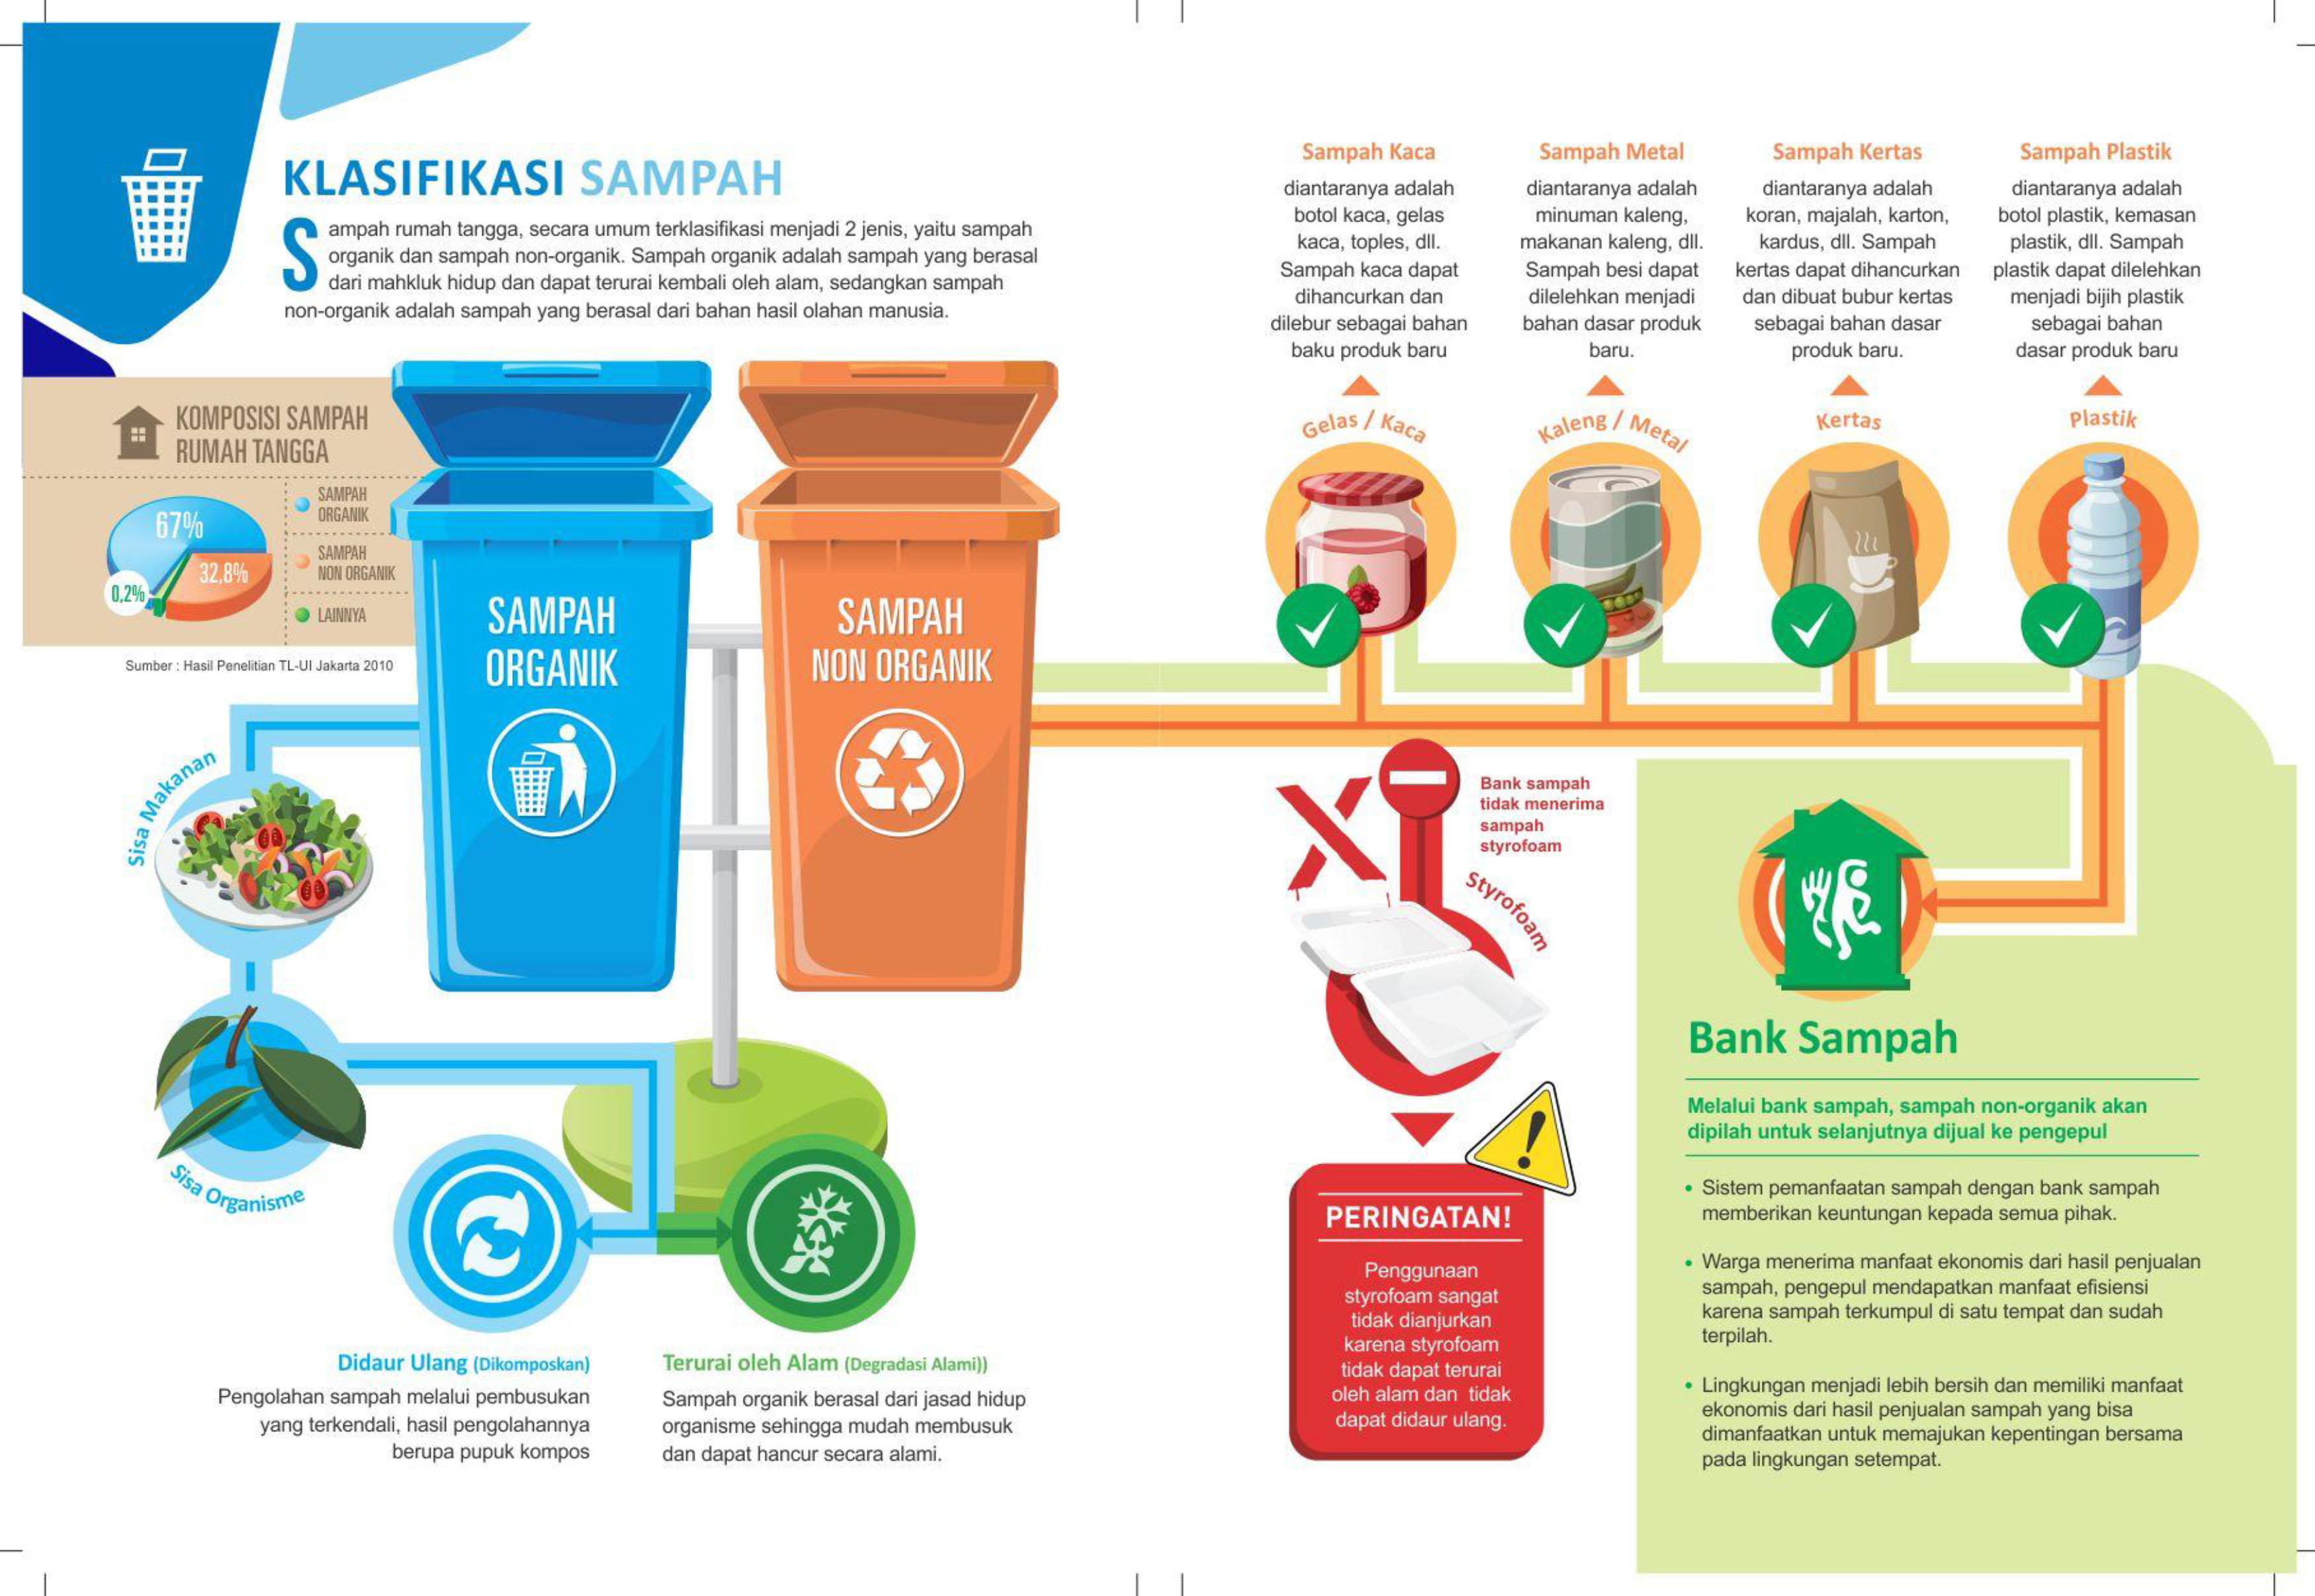 KLASIFIKASI SAMPAH
Sampah rumah tangga, secara umum terklasifikasi menjadi 2 jenis, yaitu sampah
organik dan sampah non-organik. Sampah organik adalah sampah yang berasal
dari mahkluk hidup dan dapat terurai kembali oleh alam, sedangkan sampah
non-organik adalah sampah yang berasal dari bahan hasil olahan manusia.
KOMPOSISI SAMPAH
RUMAH TANGGA
67%
32,8%
0,2%
SAMPAH
ORGANIK
SAMPAH
NON ORGANIK
LAINNYA
Sumber : Hasil Penelitian TL-UI Jakarta 2010
SAMPAH
ORGANIK
SAMPAH
NON ORGANIK
Sisa Makanan
Sisa Organisme
Didaur Ulang (Dikomposkan)
Pengolahan sampah melalui pembusukan
yang terkendali, hasil pengolahannya
berupa pupuk kompos
Terurai oleh Alam (Degradasi Alami))
Sampah organik berasal dari jasad hidup
organisme sehingga mudah membusuk
dan dapat hancur secara alami.
Sampah Kaca
diantaranya adalah
botol kaca, gelas
kaca, toples, dll.
Sampah kaca dapat
dihancurkan dan
dilebur sebagai bahan
baku produk baru
Gelas / Kaca
Sampah Metal
diantaranya adalah
minuman kaleng,
makanan kaleng, dll.
Sampah besi dapat
dilelehkan menjadi
bahan dasar produk
baru.
Kaleng / Metal
Sampah Kertas
diantaranya adalah
koran, majalah, karton,
kardus, dll. Sampah
kertas dapat dihancurkan
dan dibuat bubur kertas
sebagai bahan dasar
produk baru.
Kertas
Sampah Plastik
diantaranya adalah
botol plastik, kemasan
plastik, dll. Sampah
plastik dapat dilelehkan
menjadi bijih plastik
sebagai bahan
dasar produk baru
Plastik
Bank sampah
tidak menerima
sampah
styrofoam
Styrofoam
PERINGATAN!
Penggunaan
styrofoam sangat
tidak dianjurkan
karena styrofoam
tidak dapat terurai
oleh alam dan tidak
dapat didaur ulang.
Bank Sampah
Melalui bank sampah, sampah non-organik akan
dipilah untuk selanjutnya dijual ke pengepul
• Sistem pemanfaatan sampah dengan bank sampah
memberikan keuntungan kepada semua pihak.
• Warga menerima manfaat ekonomis dari hasil penjualan
sampah, pengepul mendapatkan manfaat efisiensi
karena sampah terkumpul di satu tempat dan sudah
terpilah.
• Lingkungan menjadi lebih bersih dan memiliki manfaat
ekonomis dari hasil penjualan sampah yang bisa
dimanfaatkan untuk memajukan kepentingan bersama
pada lingkungan setempat.